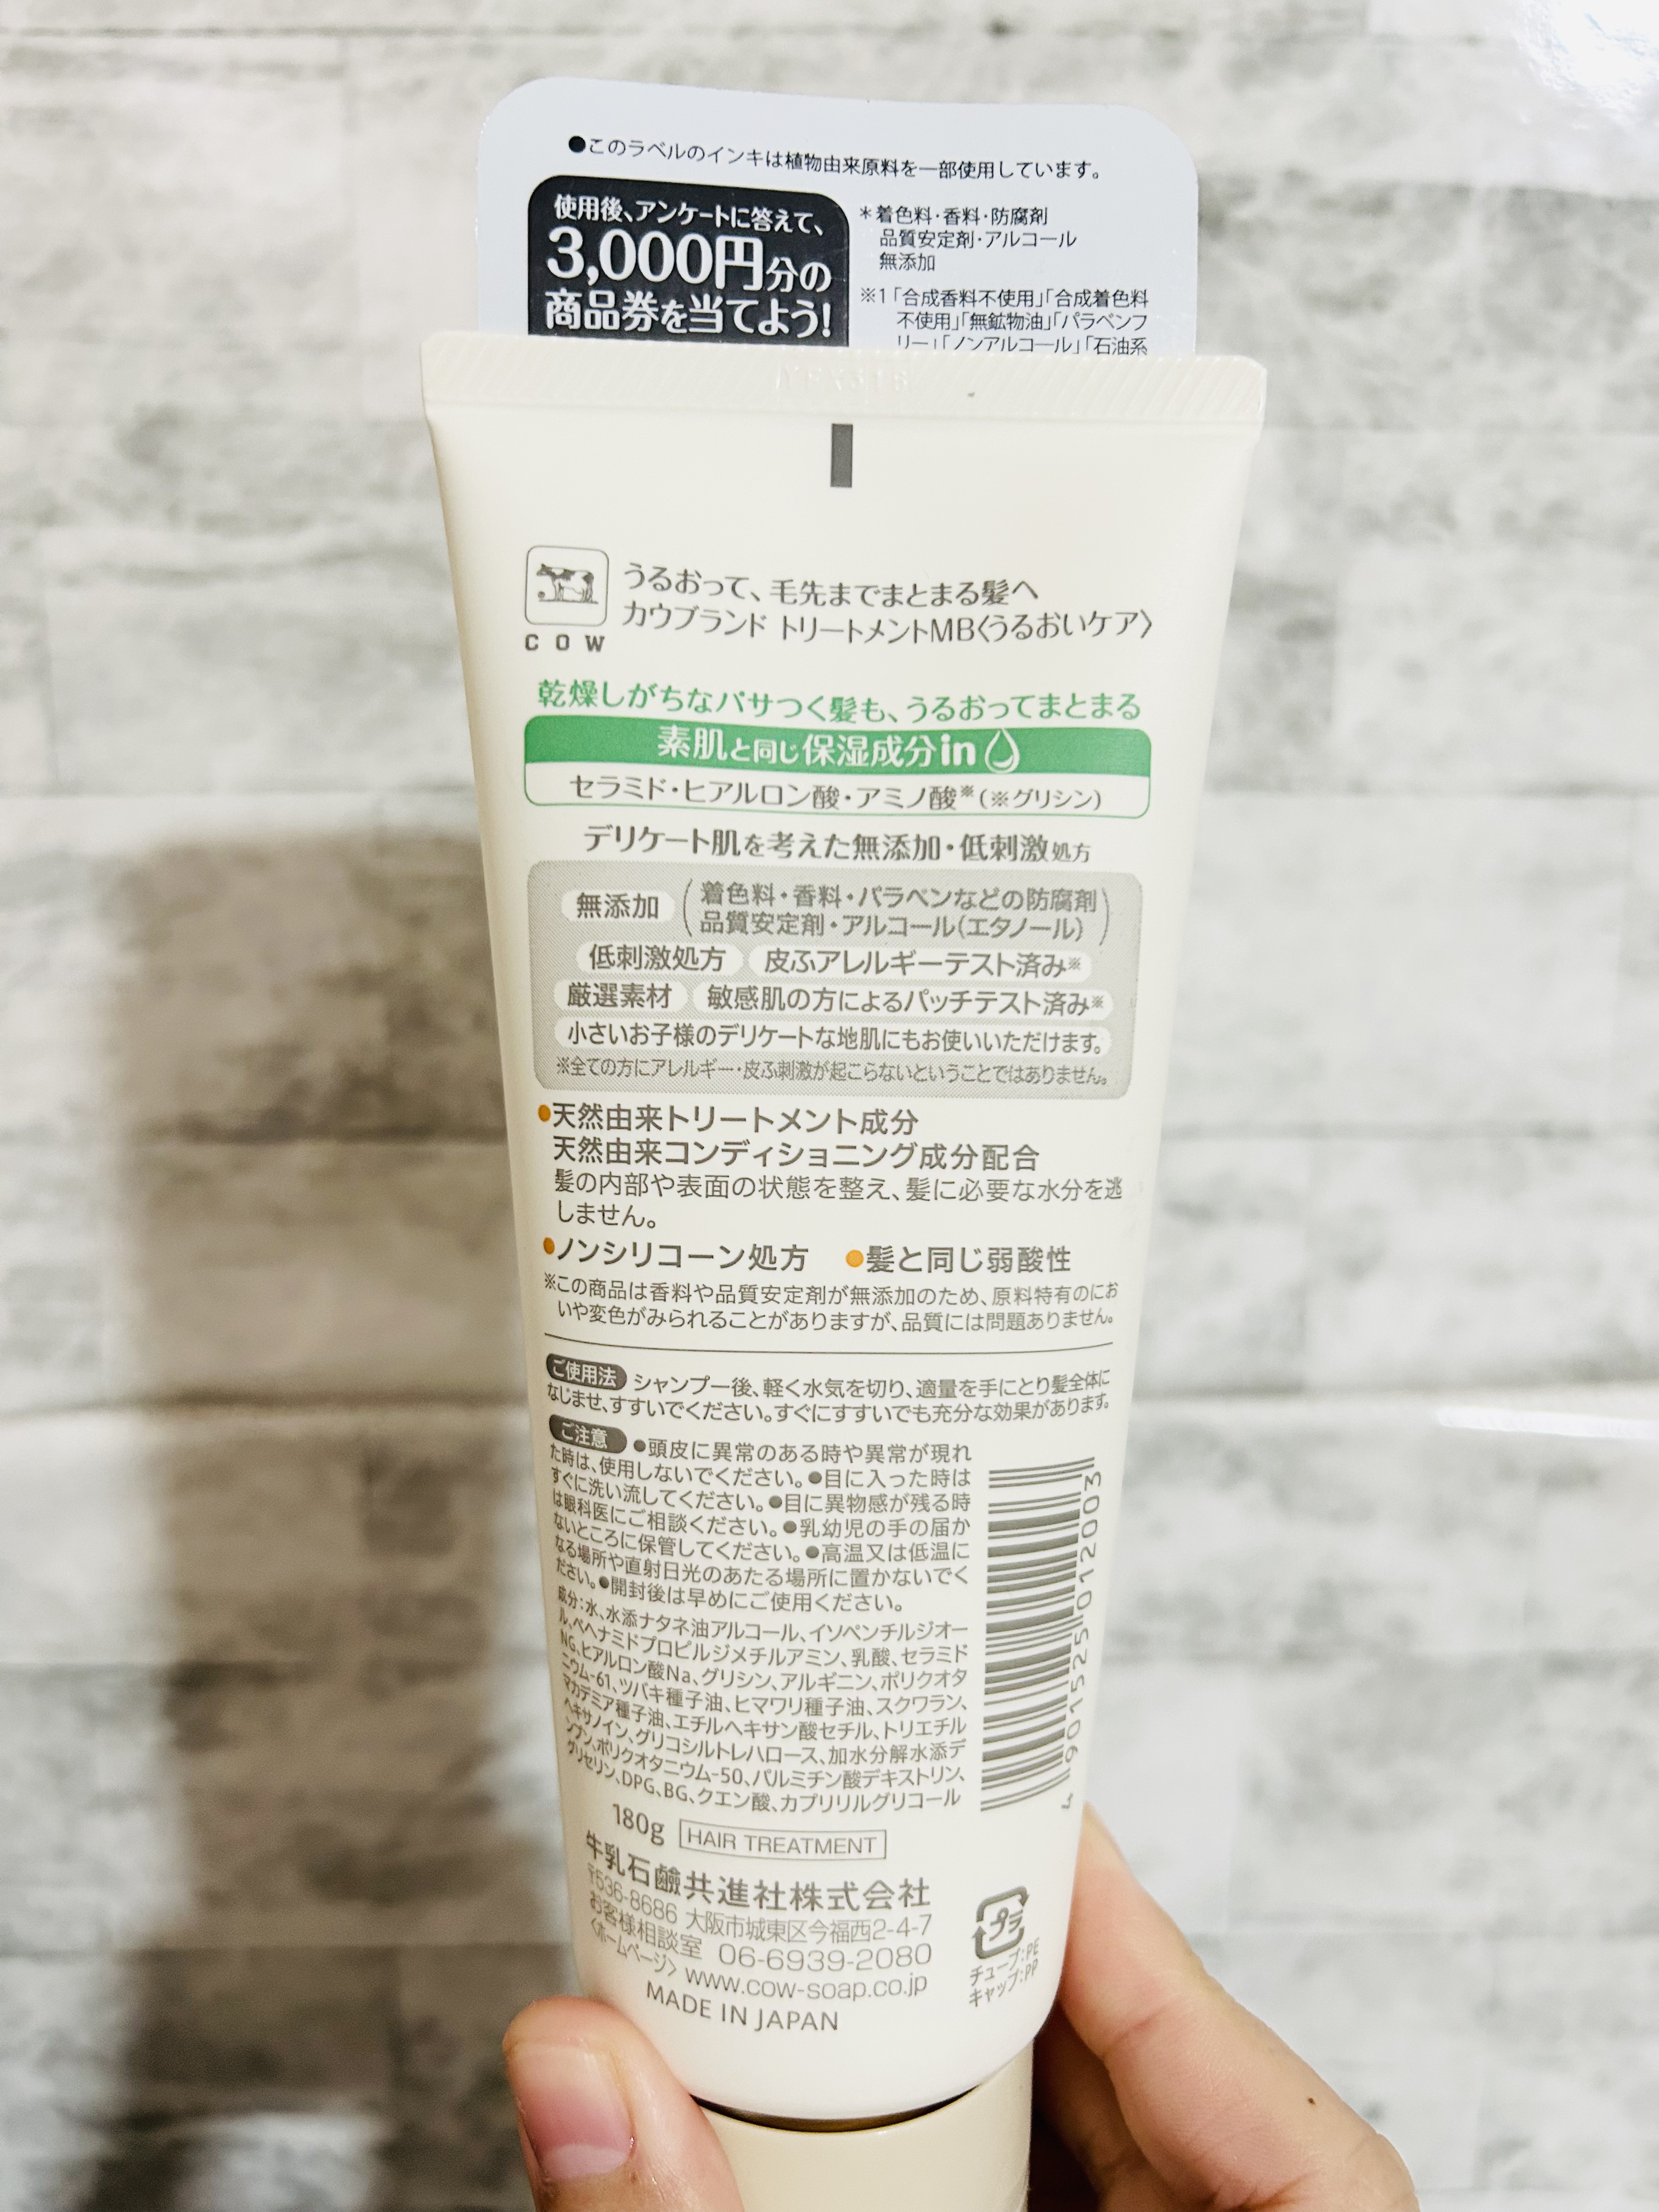 ●このラベルのインキは植物由来原料を一部使用しています。
使用後、アンケートに答えて、
3,000円分の
商品券を当てよう!
＊着色料・香料・防腐剤
品質安定剤・アルコール
無添加
※1「合成香料不使用」「合成着色料
不使用」「無鉱物油」「パラベンフ
リー」「ノンアルコール」「石油系
COW
うるおって、毛先までまとまる髪へ
カウブランド トリートメントMB〈うるおいケア〉
乾燥しがちなパサつく髪も、うるおってまとまる
素肌と同じ保湿成分in
セラミド・ヒアルロン酸・アミノ酸※(※グリシン)
デリケート肌を考えた無添加・低刺激処方
無添加(着色料・香料・パラベンなどの防腐剤
品質安定剤・アルコール(エタノール))
低刺激処方 皮ふアレルギーテスト済み※
厳選素材 敏感肌の方によるパッチテスト済み※
小さいお子様のデリケートな地肌にもお使いいただけます。
※全ての方にアレルギー・皮ふ刺激が起こらないということではありません。
●天然由来トリートメント成分
天然由来コンディショニング成分配合
髪の内部や表面の状態を整え、髪に必要な水分を逃
しません。
●ノンシリコーン処方 ●髪と同じ弱酸性
※この商品は香料や品質安定剤が無添加のため、原料特有のにお
いや変色がみられることがありますが、品質には問題ありません。
ご使用法 シャンプー後、軽く水気を切り、適量を手にとり髪全体に
なじませ、すすいでください。すぐにすすいでも充分な効果があります。
ご注意 ●頭皮に異常のある時や異常が現れ
た時は、使用しないでください。●目に入った時は
すぐに洗い流してください。●目に異物感が残る時
は眼科医にご相談ください。●乳幼児の手の届か
ないところに保管してください。●高温又は低温に
なる場所や直射日光のあたる場所に置かないでく
ださい。●開封後は早めにご使用ください。
成分：水、水添ナタネ油アルコール、イソペンチルジオー
ル、ベヘナミドプロピルジメチルアミン、乳酸、セラミド
NG、ヒアルロン酸Na、グリシン、アルギニン、ポリクオタ
ニウム-61、ツバキ種子油、ヒマワリ種子油、スクワラン、
マカデミア種子油、エチルヘキサン酸セチル、トリエチル
ヘキサノイン、グリコシルトレハロース、加水分解水添デ
ンプン、ポリクオタニウム-50、パルミチン酸デキストリン、
グリセリン、DPG、BG、クエン酸、カプリリルグリコール
4 901525 012003
180g HAIR TREATMENT
牛乳石鹼共進社株式会社
〒536-8686 大阪市城東区今福西2-4-7
お客様相談室 06-6939-2080
〈ホームページ〉www.cow-soap.co.jp
MADE IN JAPAN
プラ
チューブ:PE
キャップ:PP